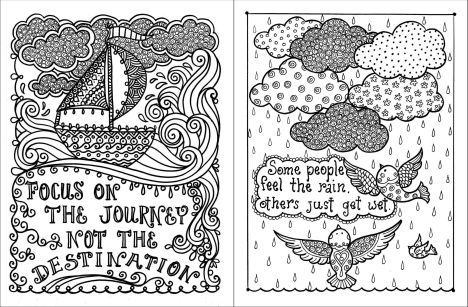 FOCUS ON
THE JOURNEY
NOT THE
DESTINATION
Some people
feel the rain,
others just get wet.